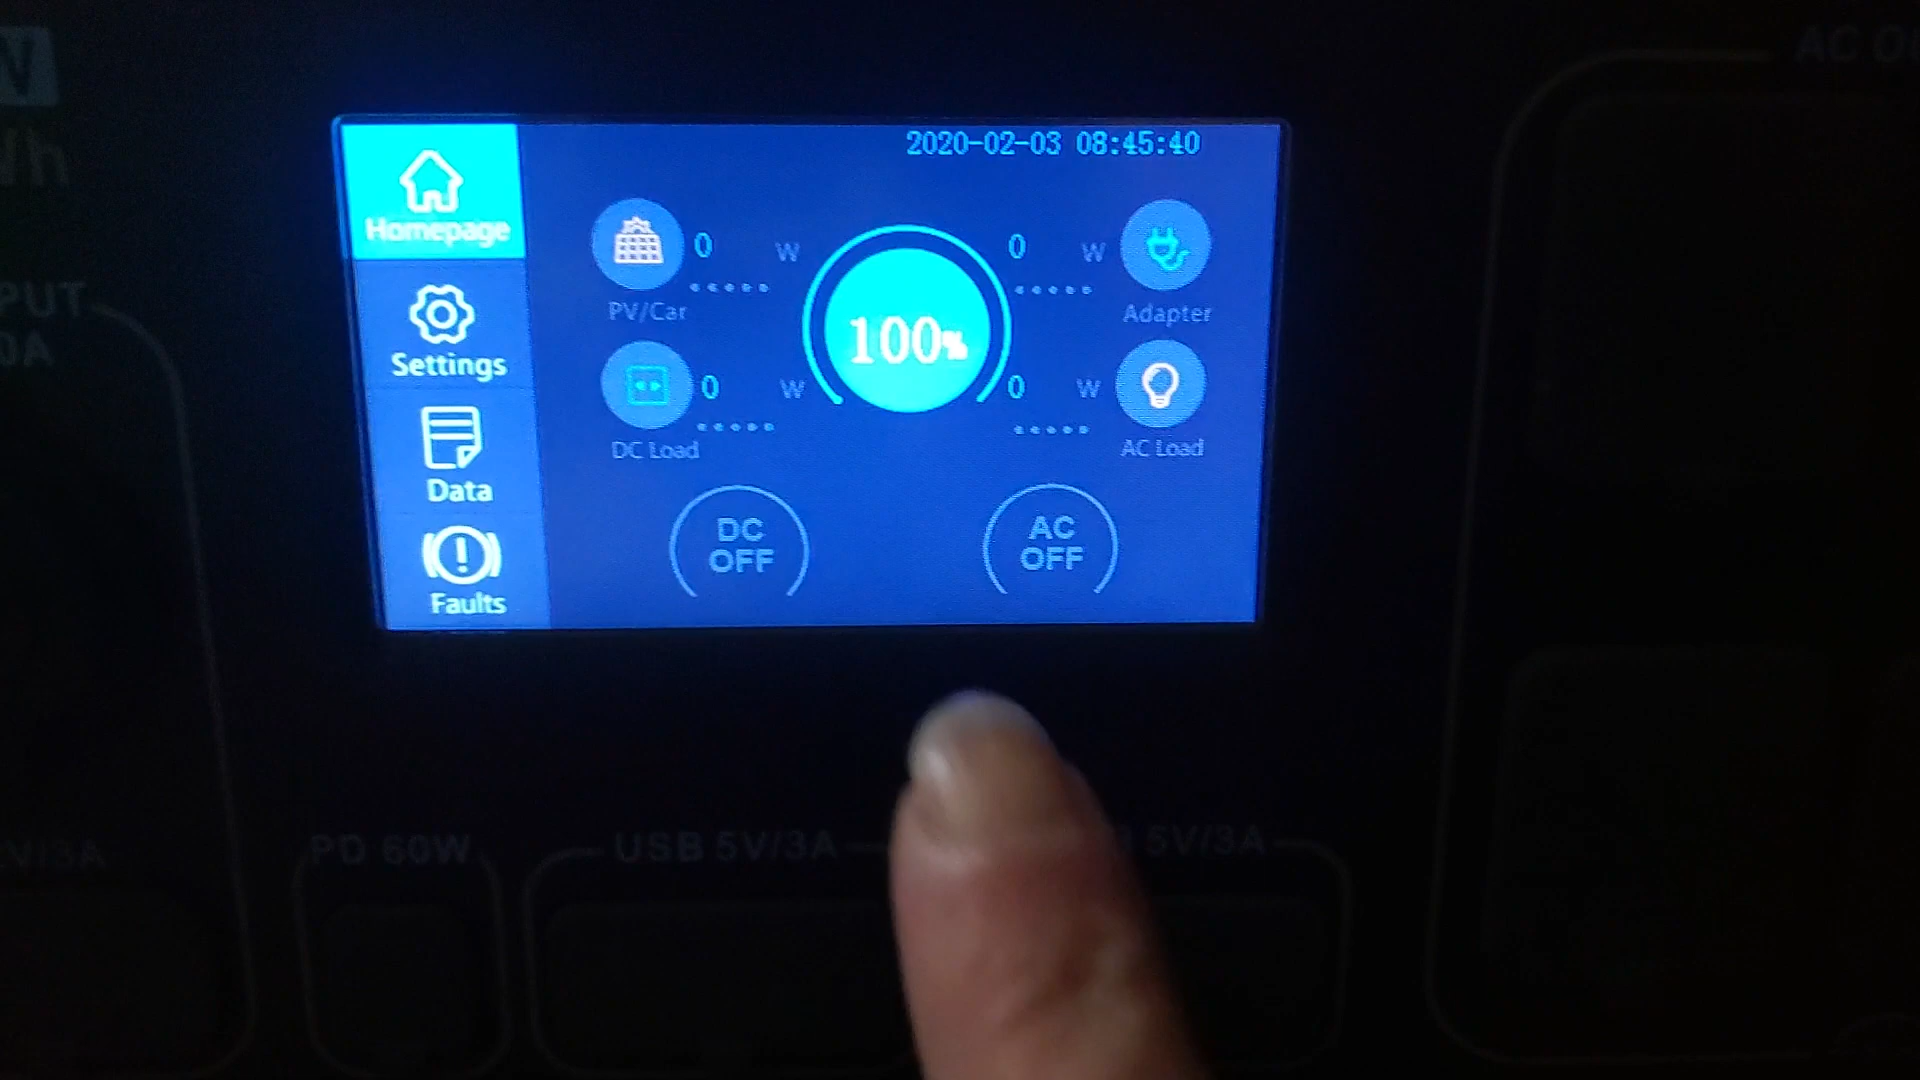 2020-02-03 08:45:40
Homepage
Settings
Data
Faults
0 W
PV/Car
0 W
DC Load
100%
0 W
Adapter
0 W
AC Load
DC
OFF
AC
OFF
PD 60W
USB 5V/3A
5V/3A
AC